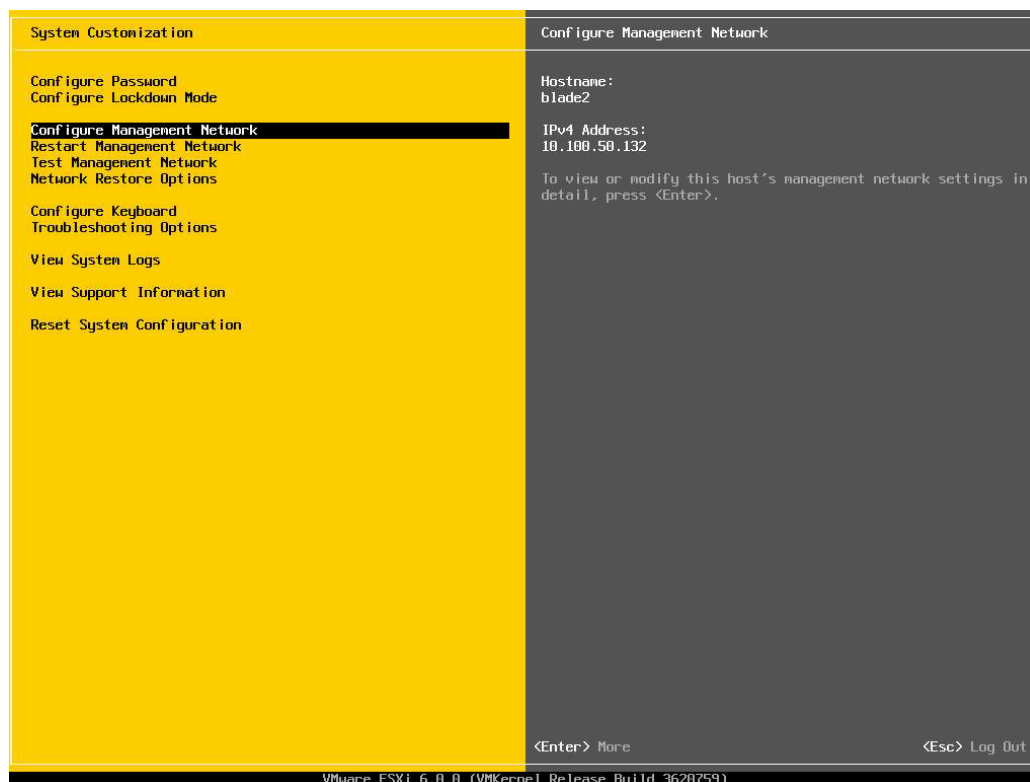 System Customization
Configure Password
Configure Lockdown Mode
Configure Management Network
Restart Management Network
Test Management Network
Network Restore Options
Configure Keyboard
Troubleshooting Options
View System Logs
View Support Information
Reset System Configuration
Configure Management Network
Hostname:
blade2
IPv4 Address:
10.100.50.132
To view or modify this host's management network settings in
detail, press <Enter>.
<Enter> More
<Esc> Log Out
VMware ESXi 6.0.0 (VMKernel Release Build 3620759)